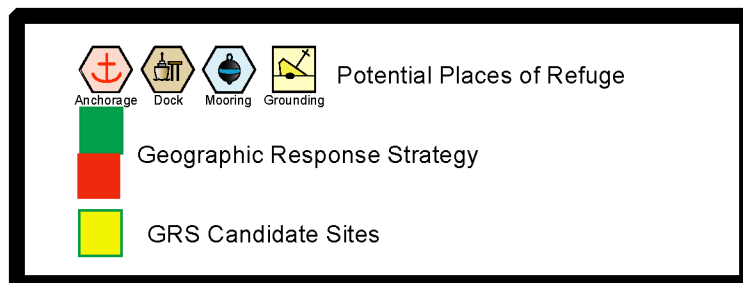 Potential Places of Refuge
Anchorage Dock Mooring Grounding
Geographic Response Strategy
GRS Candidate Sites